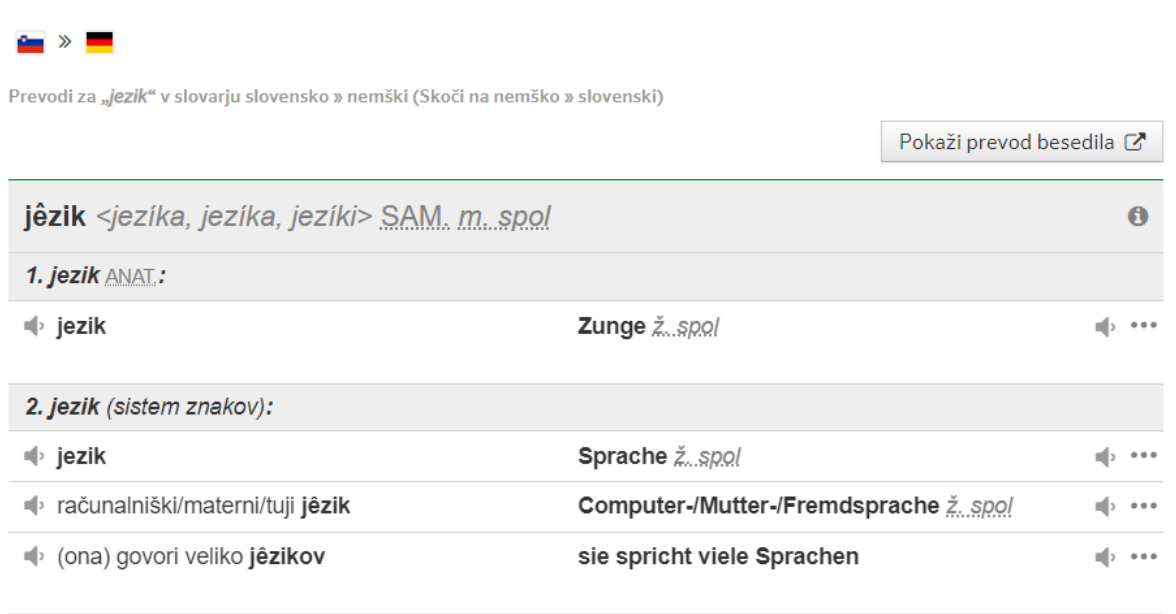 »
Prevodi za „jezik“ v slovarju slovensko » nemški (Skoči na nemško » slovenski)
Pokaži prevod besedila
jêzik <jezíka, jezíka, jezíki> SAM. m. spol
1. jezik ANAT.:
jezik Zunge ž. spol
2. jezik (sistem znakov):
jezik Sprache ž. spol
računalniški/materni/tuji jêzik Computer-/Mutter-/Fremdsprache ž. spol
(ona) govori veliko jêzikov sie spricht viele Sprachen